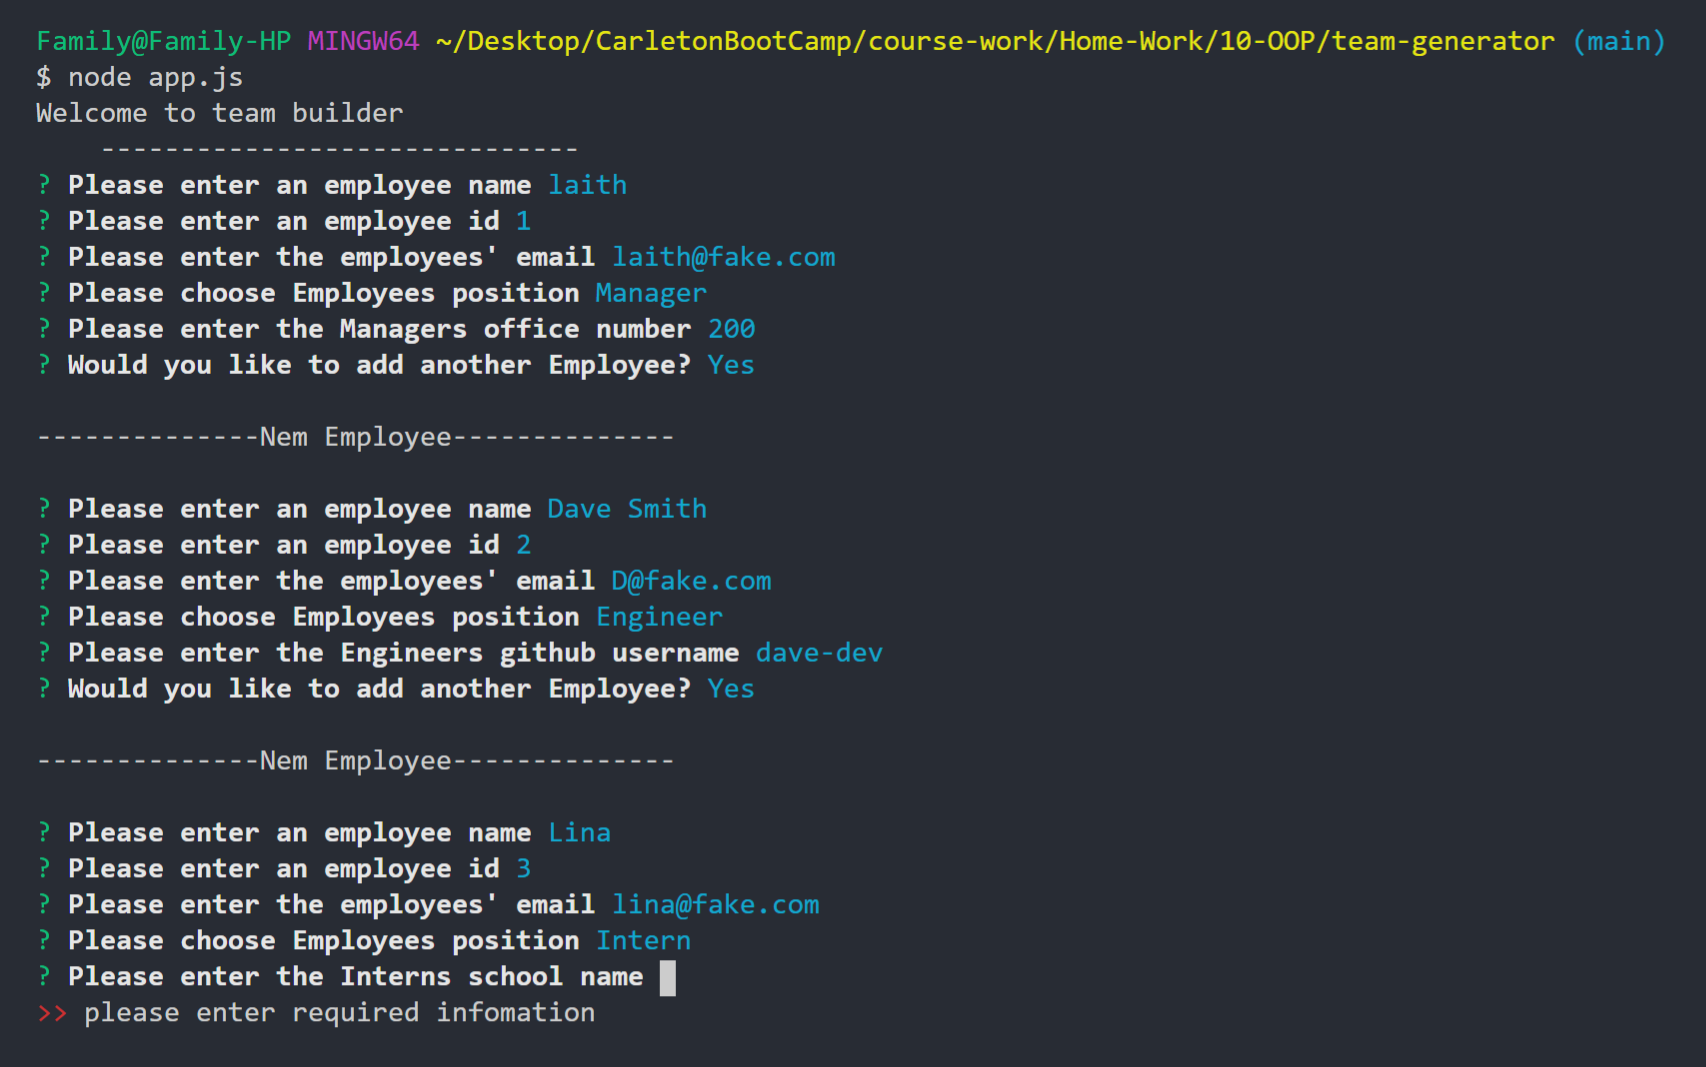 Family@Family-HP MINGW64 ~/Desktop/CarletonBootCamp/course-work/Home-Work/10-OOP/team-generator (main)
$ node app.js
Welcome to team builder
------------------------------
? Please enter an employee name laith
? Please enter an employee id 1
? Please enter the employees' email laith@fake.com
? Please choose Employees position Manager
? Please enter the Managers office number 200
? Would you like to add another Employee? Yes
--------------Nem Employee--------------
? Please enter an employee name Dave Smith
? Please enter an employee id 2
? Please enter the employees' email D@fake.com
? Please choose Employees position Engineer
? Please enter the Engineers github username dave-dev
? Would you like to add another Employee? Yes
--------------Nem Employee--------------
? Please enter an employee name Lina
? Please enter an employee id 3
? Please enter the employees' email lina@fake.com
? Please choose Employees position Intern
? Please enter the Interns school name
>> please enter required infomation